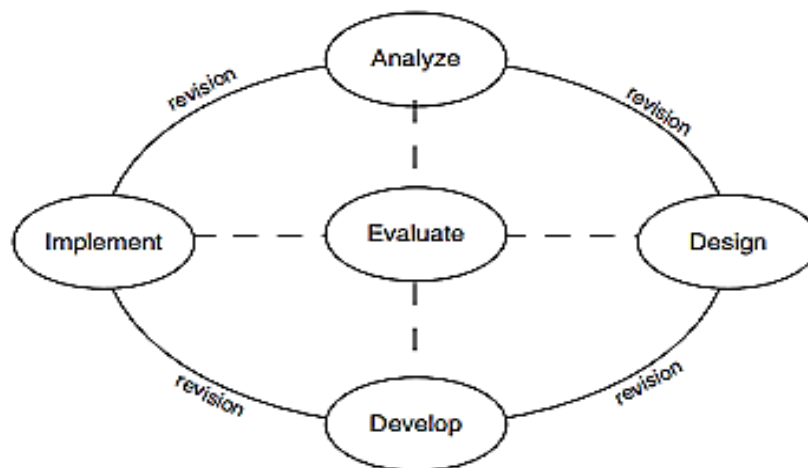 Analyze
revision
revision
Implement
Evaluate
Design
revision
revision
Develop